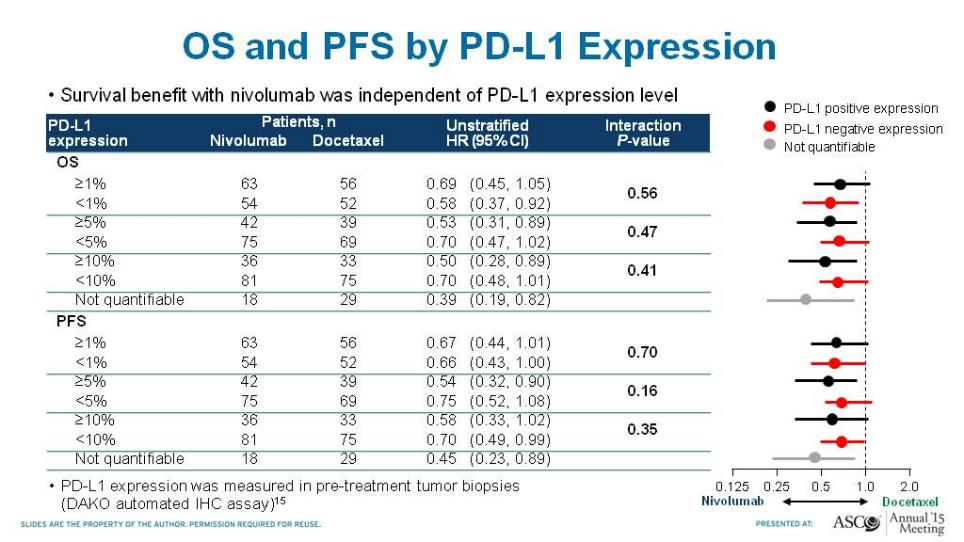 OS and PFS by PD-L1 Expression
• Survival benefit with nivolumab was independent of PD-L1 expression level
PD-L1 expression Patients, n Nivolumab Docetaxel Unstratified HR (95% CI) Interaction P-value
OS
≥1% 63 56 0.69 (0.45, 1.05)
0.56
<1% 54 52 0.58 (0.37, 0.92)
≥5% 42 39 0.53 (0.31, 0.89)
0.47
<5% 75 69 0.70 (0.47, 1.02)
≥10% 36 33 0.50 (0.28, 0.89)
0.41
<10% 81 75 0.70 (0.48, 1.01)
Not quantifiable 18 29 0.39 (0.19, 0.82)
PFS
≥1% 63 56 0.67 (0.44, 1.01)
0.70
<1% 54 52 0.66 (0.43, 1.00)
≥5% 42 39 0.54 (0.32, 0.90)
0.16
<5% 75 69 0.75 (0.52, 1.08)
≥10% 36 33 0.58 (0.33, 1.02)
0.35
<10% 81 75 0.70 (0.49, 0.99)
Not quantifiable 18 29 0.45 (0.23, 0.89)
PD-L1 positive expression
PD-L1 negative expression
Not quantifiable
0.125 0.25 0.5 1.0 2.0
Nivolumab Docetaxel
• PD-L1 expression was measured in pre-treatment tumor biopsies
(DAKO automated IHC assay)15
SLIDES ARE THE PROPERTY OF THE AUTHOR. PERMISSION REQUIRED FOR REUSE.
PRESENTED AT: ASCO Annual '15
Meeting